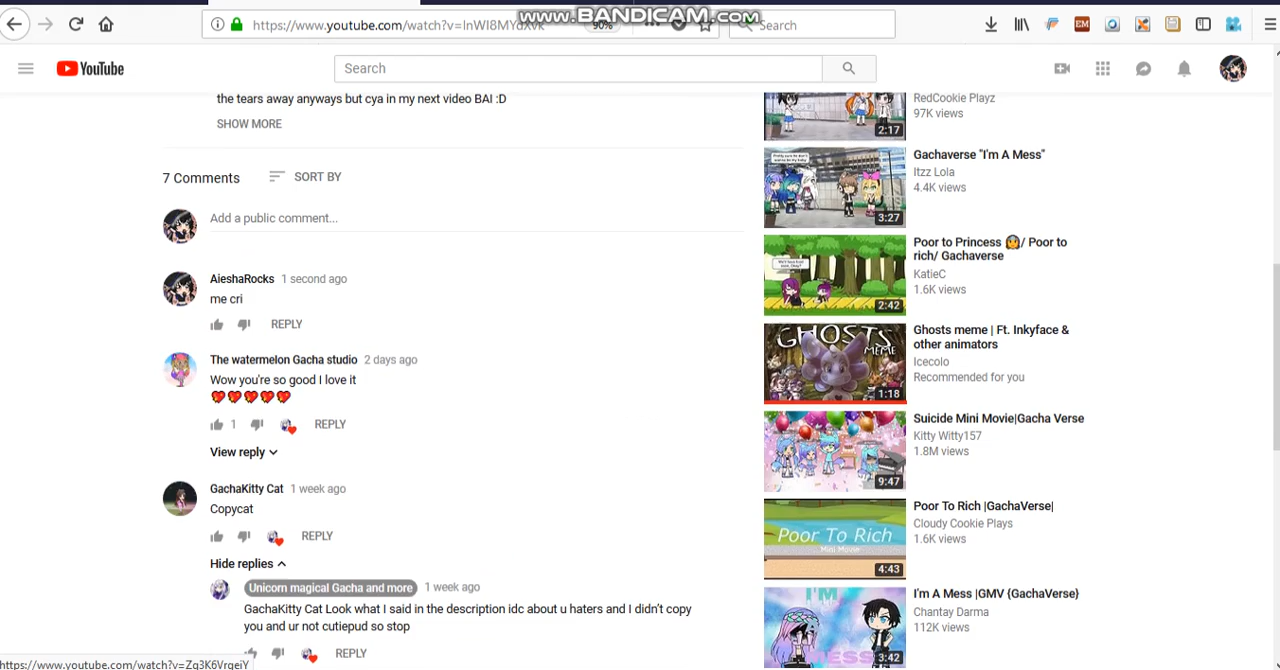 www.BANDICAM.com
https://www.youtube.com/watch?v=
90%
Search
EM
YouTube
Search
the tears away anyways but cya in my next video BAI :D
SHOW MORE
7 Comments
SORT BY
Add a public comment...
AieshaRocks 1 second ago
me cri
REPLY
The watermelon Gacha studio 2 days ago
Wow you're so good I love it
1 REPLY
View reply
GachaKitty Cat 1 week ago
Copycat
REPLY
Hide replies
Unicorn magical Gacha and more 1 week ago
GachaKitty Cat Look what I said in the description idc about u haters and I didn't copy
you and ur not cutiepud so stop
REPLY
RedCookie Playz
97K views
2:17
Gachaverse "I'm A Mess"
Itzz Lola
4.4K views
3:27
Poor to Princess 👸/ Poor to
rich/ Gachaverse
KatieC
1.6K views
2:42
GHOSTS
MEME
1:18
Ghosts meme | Ft. Inkyface &
other animators
Icecolo
Recommended for you
Suicide Mini Movie|Gacha Verse
Kitty Witty157
1.8M views
9:47
Poor To Rich
Mini Movie
4:43
Poor To Rich |GachaVerse|
Cloudy Cookie Plays
1.6K views
I'M
MESS
3:42
I'm A Mess |GMV {GachaVerse}
Chantay Darma
112K views
https://www.youtube.com/watch?v=Zq3K6VrqeiY